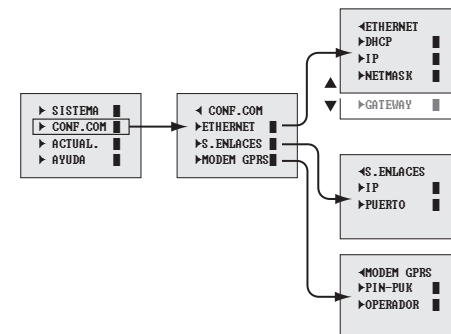 ▶ SISTEMA
▶ CONF.COM
▶ ACTUAL.
▶ AYUDA
◀ CONF.COM
▶ETHERNET
▶S.ENLACES
▶MODEM GPRS
◀ETHERNET
▶DHCP
▶IP
▶NETMASK
▶GATEWAY
◀S.ENLACES
▶IP
▶PUERTO
◀MODEM GPRS
▶PIN-PUK
▶OPERADOR